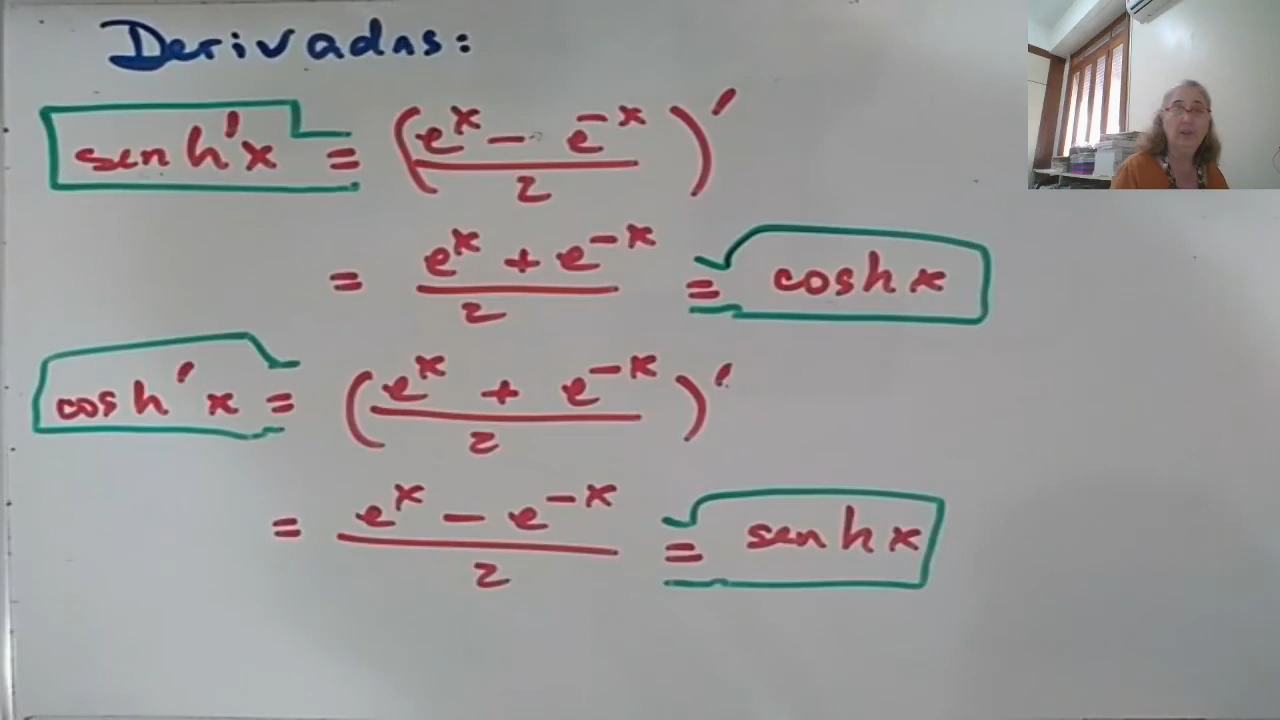 Derivadas:
senh'x = (e^x - e^-x / 2)'
= e^x + e^-x / 2 = cosh x
cosh'x = (e^x + e^-x / 2)'
= e^x - e^-x / 2 = senh x